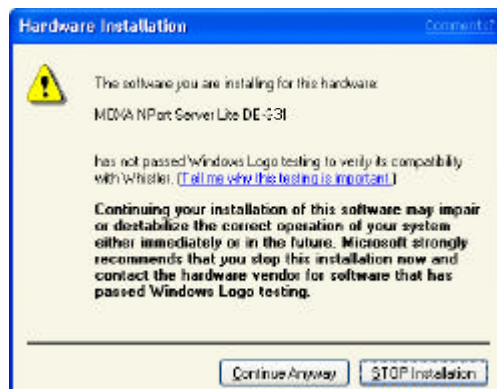 Hardware Installation
Comments?
The software you are installing for this hardware:
MOXA NPort Server Lite DE-331
has not passed Windows Logo testing to verify its compatibility
with Whistler. (Tell me why this testing is important.)
Continuing your installation of this software may impair
or destabilize the correct operation of your system
either immediately or in the future. Microsoft strongly
recommends that you stop this installation now and
contact the hardware vendor for software that has
passed Windows Logo testing.
Continue Anyway
STOP Installation